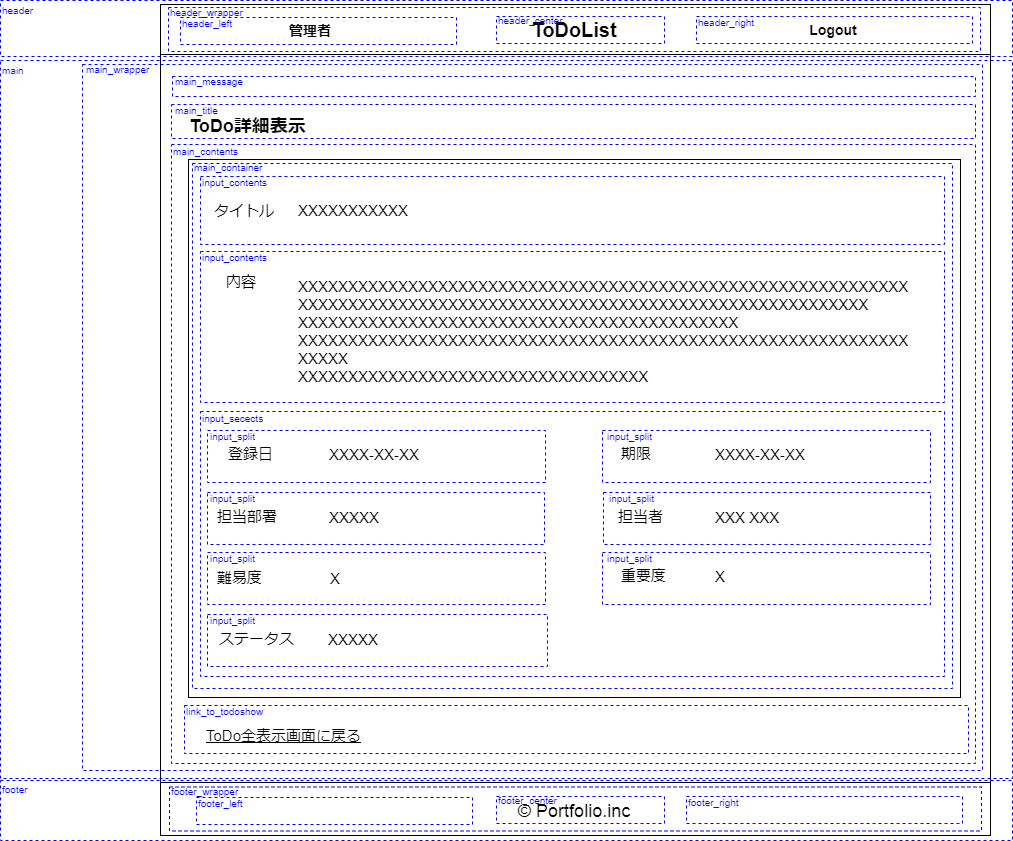 header
header_wrapper
header_left
管理者
header_center
ToDoList
header_right
Logout
main
main_wrapper
main_message
main_title
ToDo詳細表示
main_contents
main_container
input_contents
タイトル XXXXXXXXXXX
input_contents
内容
XXXXXXXXXXXXXXXXXXXXXXXXXXXXXXXXXXXXXXXXXXXXXXXXXXXXXXXXXXXXX
XXXXXXXXXXXXXXXXXXXXXXXXXXXXXXXXXXXXXXXXXXXXXXXXXXXXXXXXX
XXXXXXXXXXXXXXXXXXXXXXXXXXXXXXXXXXXXXXXXXXXX
XXXXXXXXXXXXXXXXXXXXXXXXXXXXXXXXXXXXXXXXXXXXXXXXXXXXXXXXXXXXX
XXXXX
XXXXXXXXXXXXXXXXXXXXXXXXXXXXXXXXXXX
input_secects
input_split
登録日 XXXX-XX-XX
input_split
期限 XXXX-XX-XX
input_split
担当部署 XXXXX
input_split
担当者 XXX XXX
input_split
難易度 X
input_split
重要度 X
input_split
ステータス XXXXX
link_to_todoshow
ToDo全表示画面に戻る
footer
footer_wrapper
footer_left
footer_center
© Portfolio.inc
footer_right